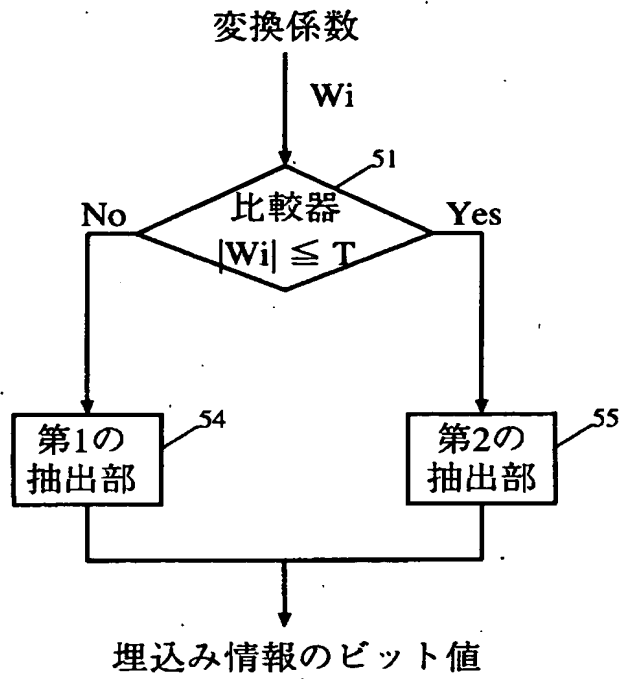 変換係数
Wi
51
比較器
|Wi| ≦ T
No
Yes
54
第1の
抽出部
55
第2の
抽出部
埋込み情報のビット値